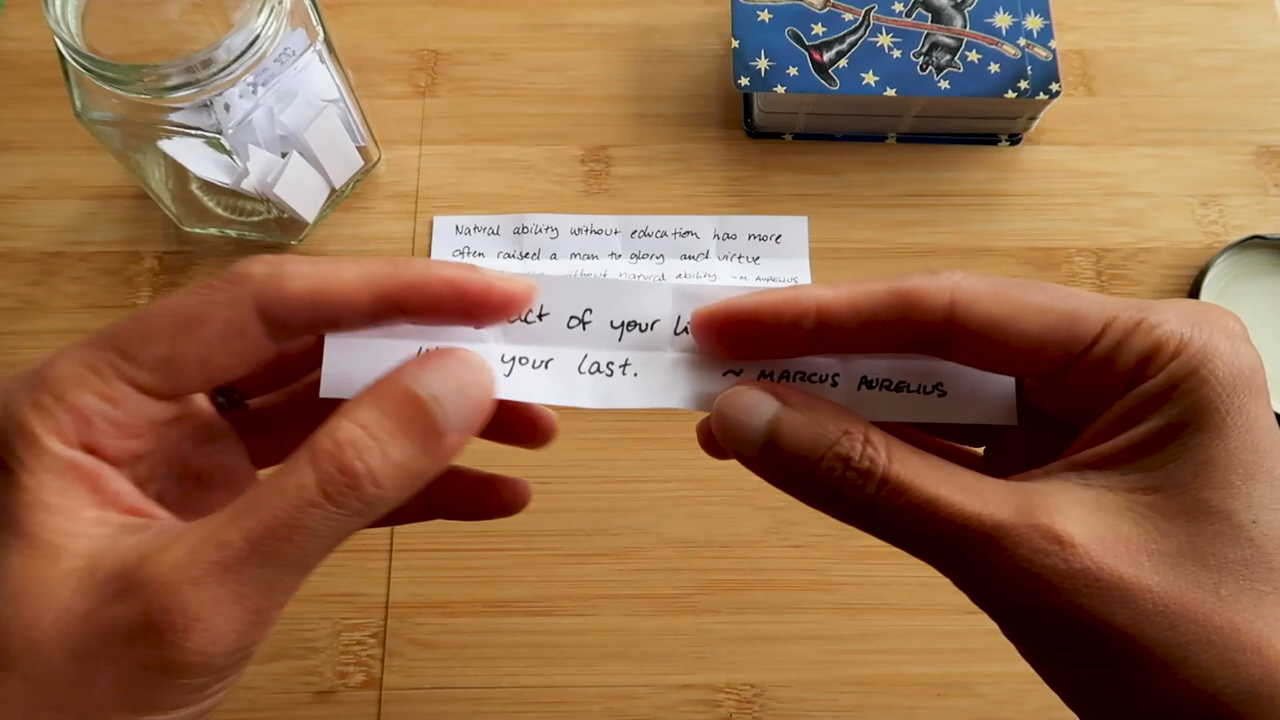 Natural ability without education has more
often raised a man to glory and virtue
without natural ability. ~M. AURELIUS
act of your
your last. ~ MARCUS AURELIUS